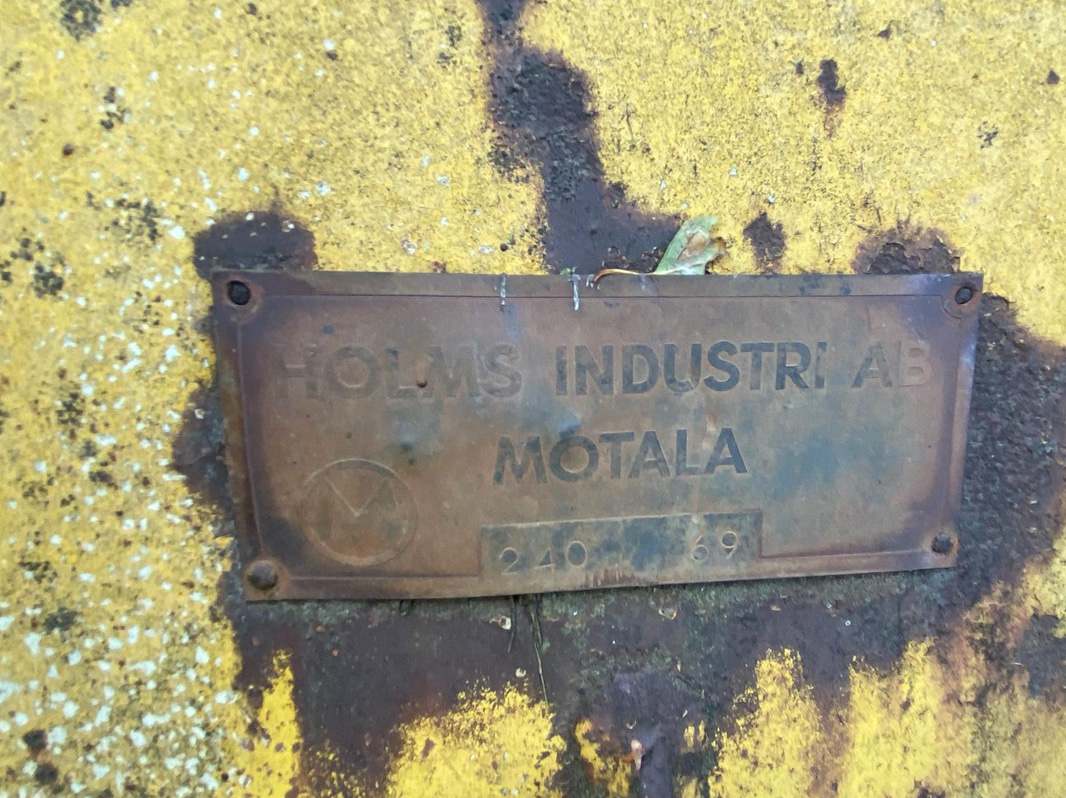 HOLMS INDUSTRI AB
MOTALA
240 69